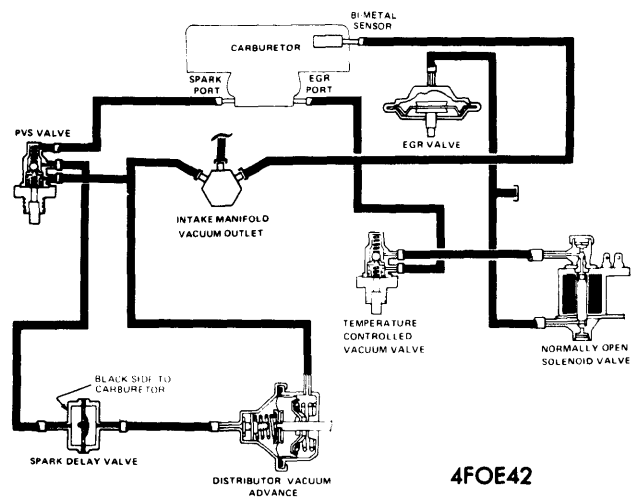 BI-METAL
SENSOR
CARBURETOR
SPARK
PORT
EGR
PORT
PVS VALVE
EGR VALVE
INTAKE MANIFOLD
VACUUM OUTLET
TEMPERATURE
CONTROLLED
VACUUM VALVE
NORMALLY OPEN
SOLENOID VALVE
BLACK SIDE TO
CARBURETOR
SPARK DELAY VALVE
DISTRIBUTOR VACUUM
ADVANCE
4FOE42